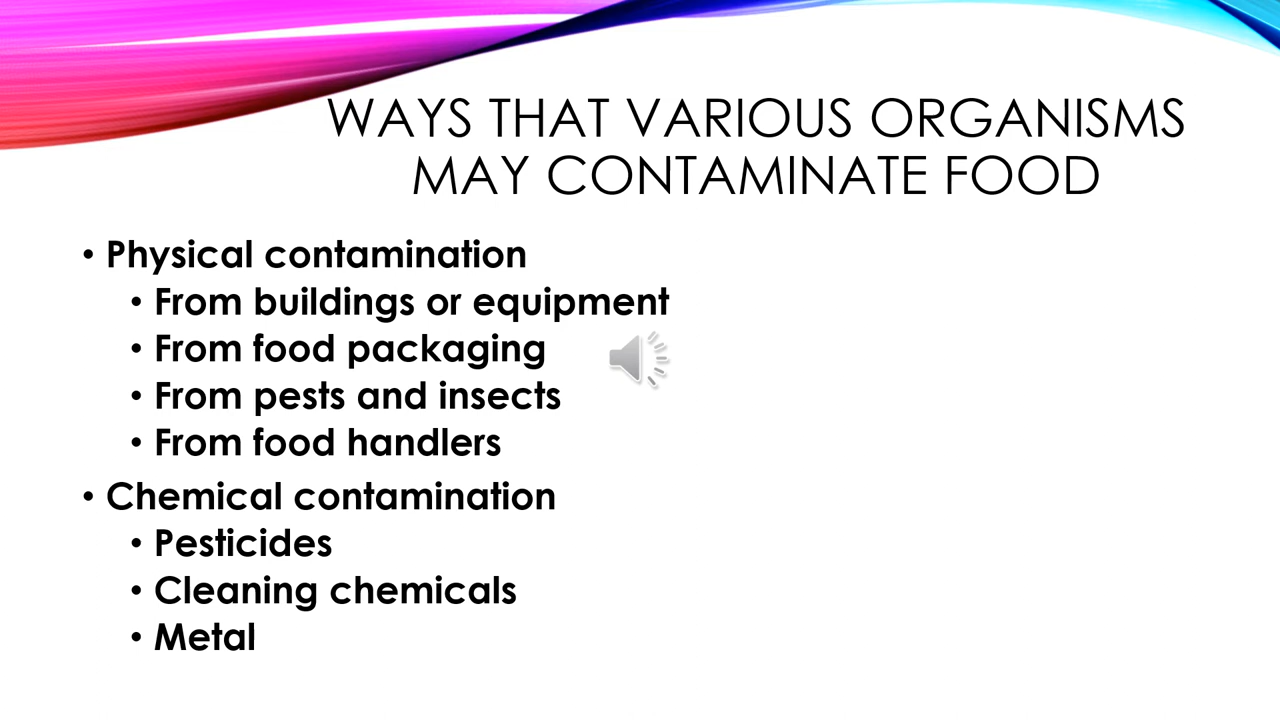 WAYS THAT VARIOUS ORGANISMS
MAY CONTAMINATE FOOD
• Physical contamination
• From buildings or equipment
• From food packaging
• From pests and insects
• From food handlers
• Chemical contamination
• Pesticides
• Cleaning chemicals
• Metal